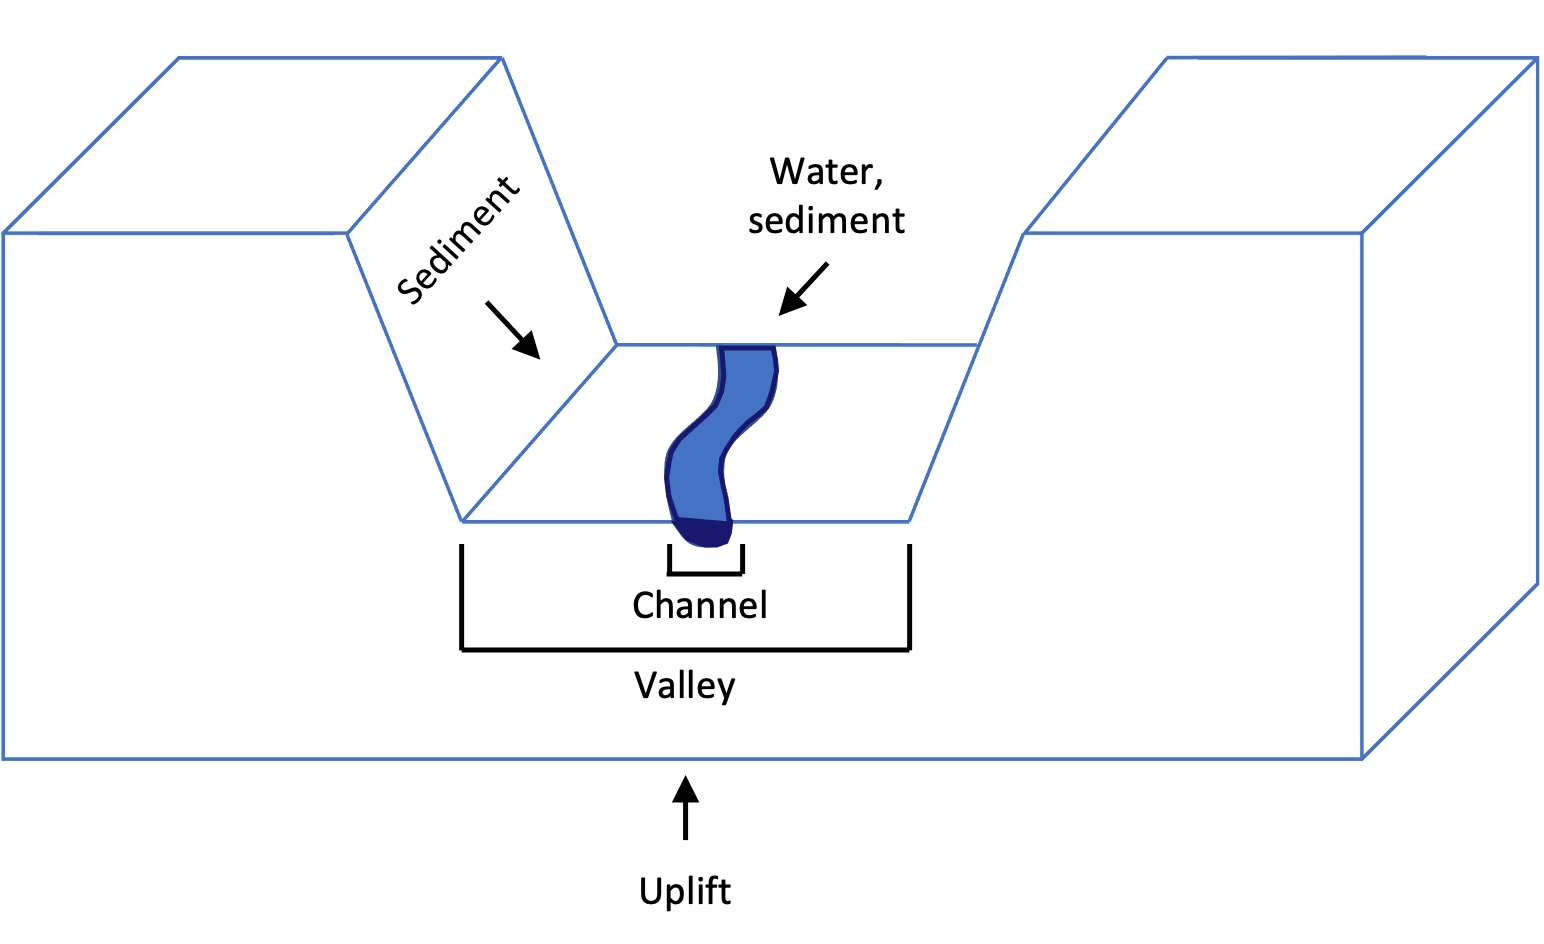 Water,
sediment
Sediment
Channel
Valley
Uplift